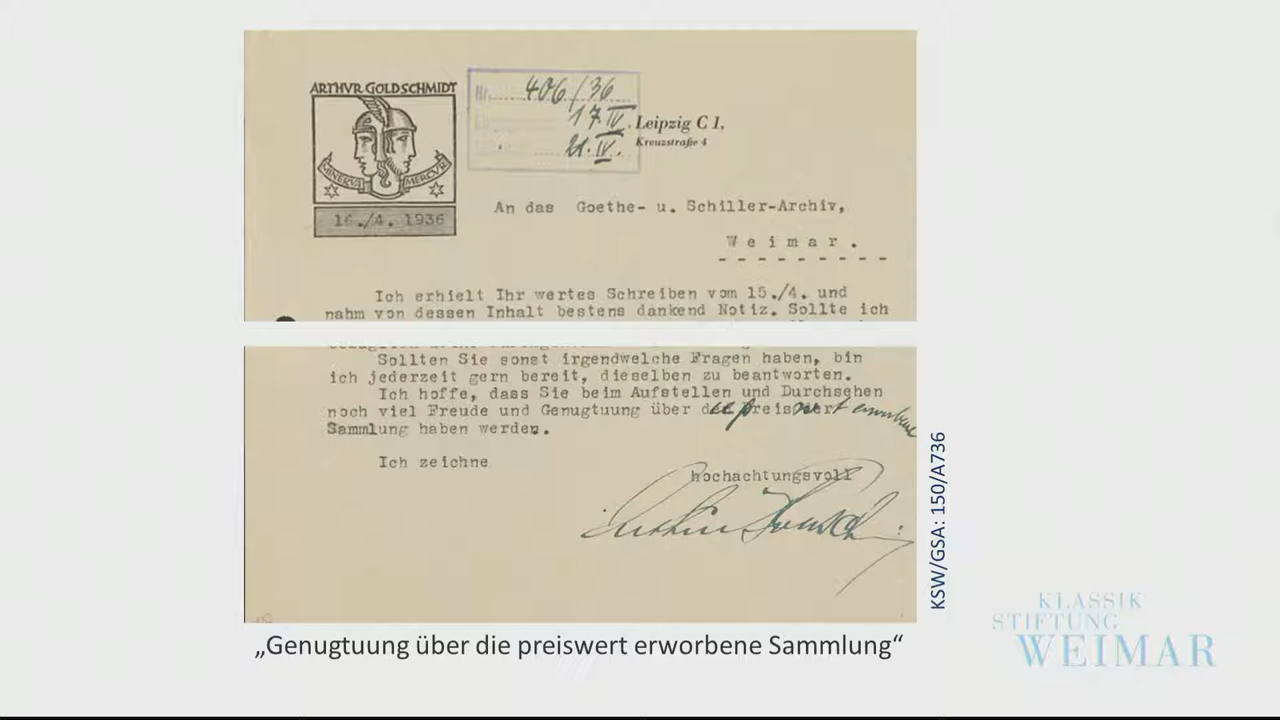 ARTHVR GOLDSCHMIDT
MINERVA MERCVR
16./4. 1936
Nr. 406/36
17. IV.
21. IV.
Leipzig C 1,
Kreuzstraße 4
An das Goethe- u. Schiller-Archiv,
Weimar.
Ich erhielt Ihr wertes Schreiben vom 15./4. und
nahm von dessen Inhalt bestens dankend Notiz. Sollte ich
Sollten Sie sonst irgendwelche Fragen haben, bin
ich jederzeit gern bereit, dieselben zu beantworten.
Ich hoffe, dass Sie beim Aufstellen und Durchsehen
noch viel Freude und Genugtuung über die preiswert erworbene
Sammlung haben werden.
Ich zeichne
hochachtungsvoll
KSW/GSA: 150/A736
„Genugtuung über die preiswert erworbene Sammlung“
KLASSIK
STIFTUNG
WEIMAR